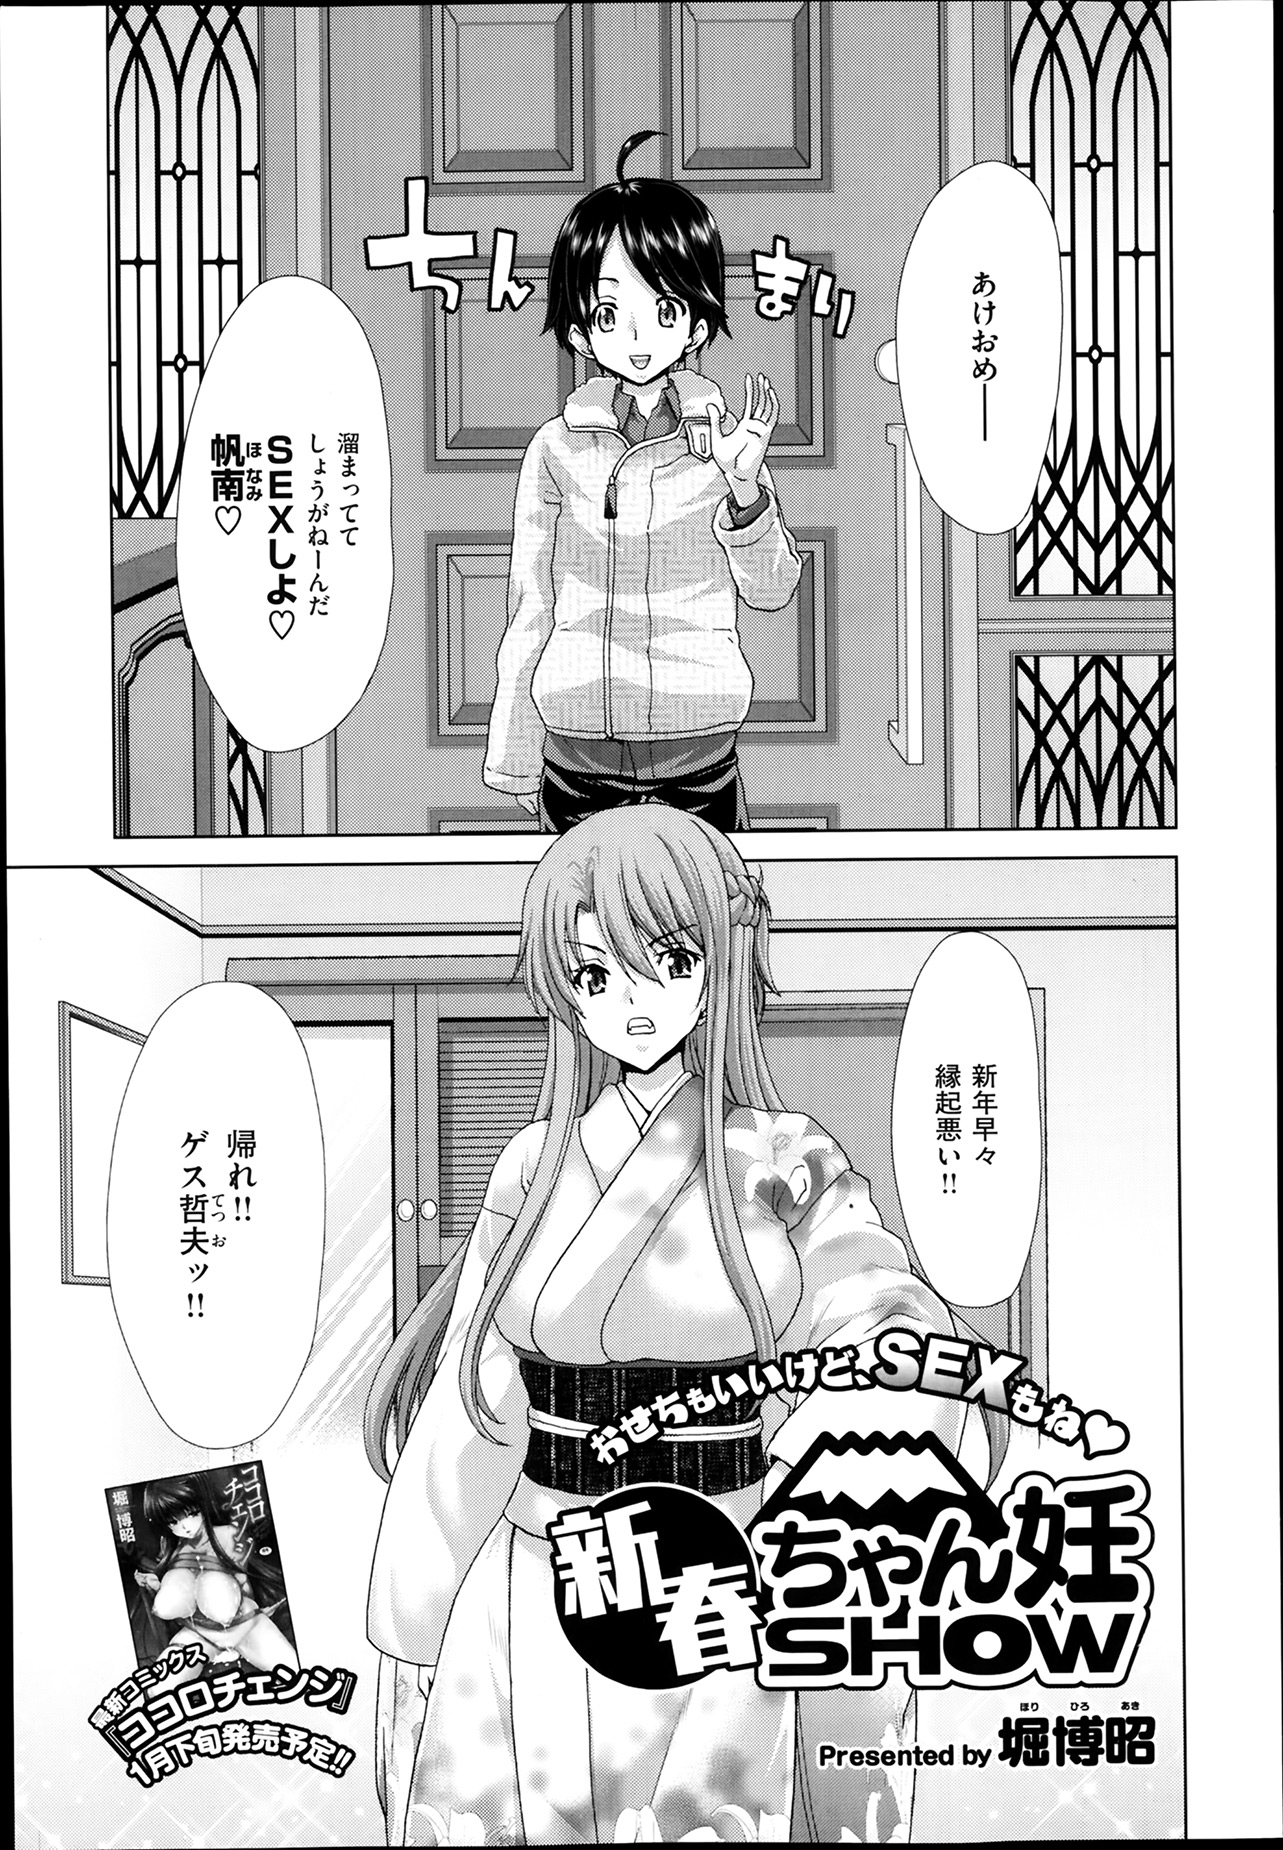 あけおめ――
ちんまり
溜まってて
しょうがねーんだ
SEXしよ♡
帆南♡
ほなみ
新年早々
縁起悪い!!
帰れ!!
ゲス哲夫ッ!!
てつお
おせちもいいけど、SEXもね♡
新春
ちゃん妊
SHOW
ほり ひろ あき
Presented by 堀博昭
ココロ
チェンジ
堀博昭
最新コミックス
『ココロチェンジ』
1月下旬発売予定!!